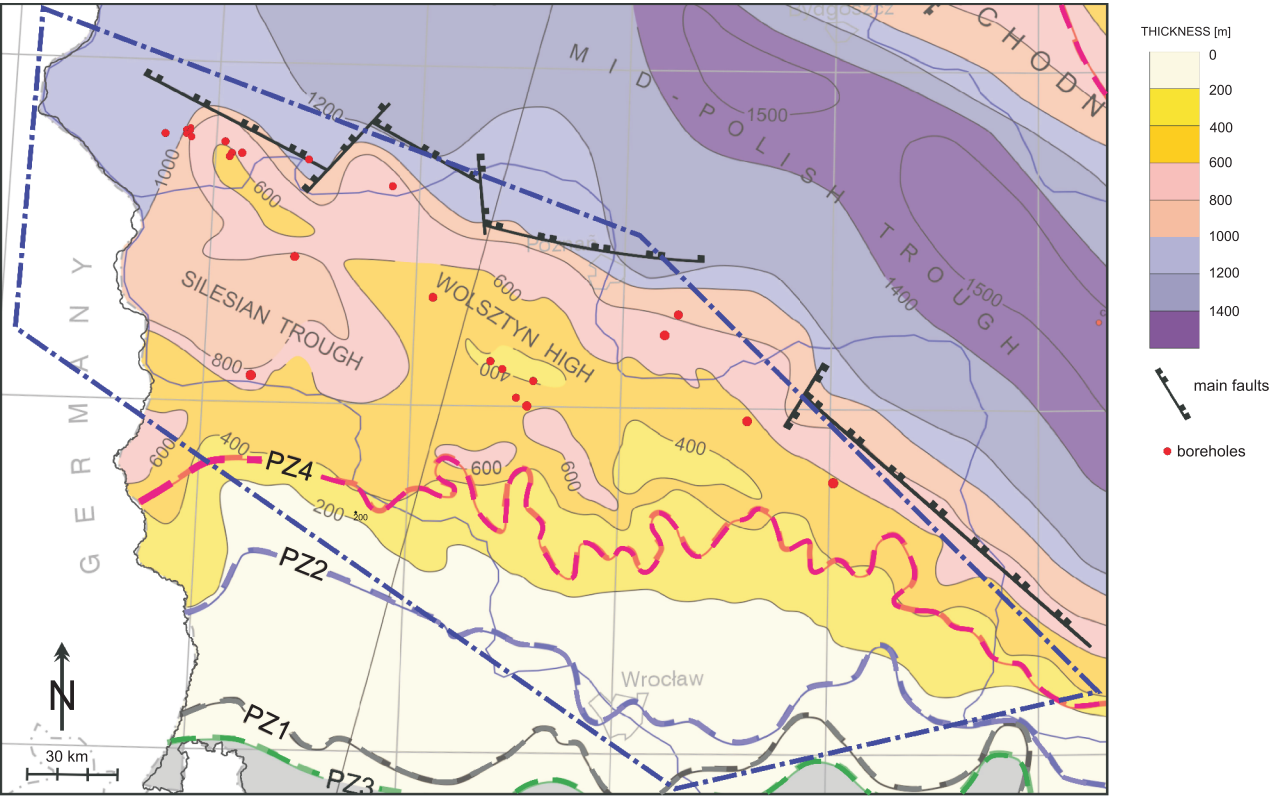 ydgoszcz
CHODN
THICKNESS [m]
0
200
400
600
800
1000
1200
1400
main faults
boreholes
MID-POLISH TROUGH
1500
1500
1400
1200
1000
600
Poznań
SILESIAN TROUGH
WOLSZTYN HIGH
600
800
400
400
600
400
600
600
PZ4
200
200
PZ2
GERMANY
Wrocław
N
30 km
PZ1
PZ3